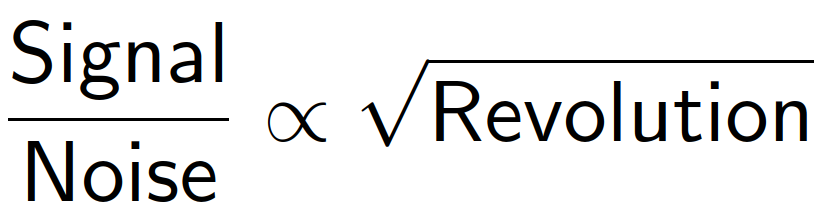 Signal
Noise
∝ √Revolution